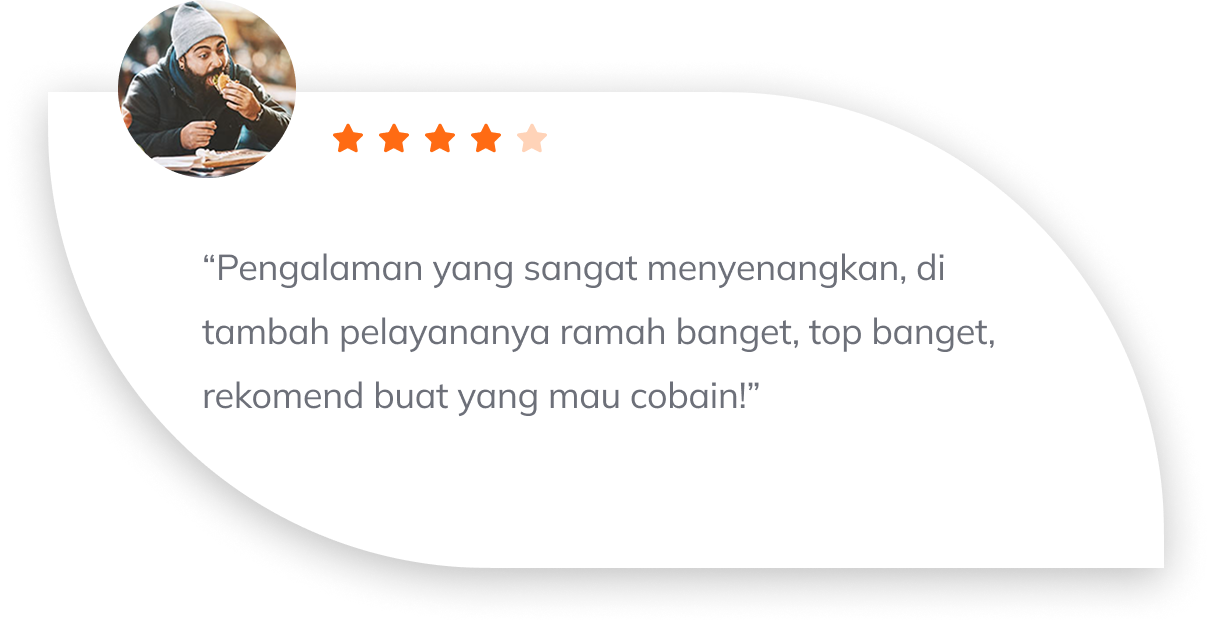 “Pengalaman yang sangat menyenangkan, di
tambah pelayananya ramah banget, top banget,
rekomend buat yang mau cobain!”